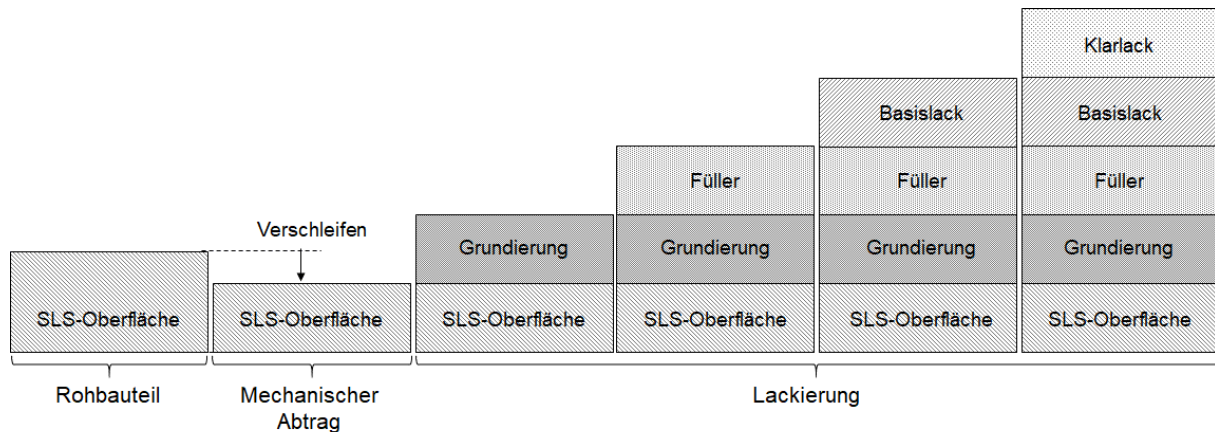 Klarlack
Basislack
Basislack
Füller
Füller
Füller
Verschleifen
Grundierung
Grundierung
Grundierung
Grundierung
SLS-Oberfläche
SLS-Oberfläche
SLS-Oberfläche
SLS-Oberfläche
SLS-Oberfläche
SLS-Oberfläche
Rohbauteil
Mechanischer
Abtrag
Lackierung